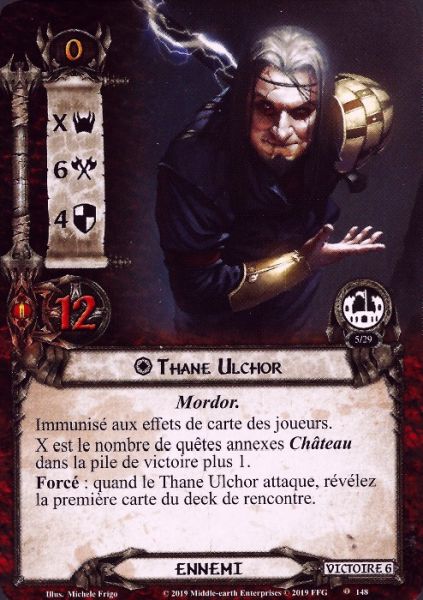 0
X
6
4
12
5/29
THANE ULCHOR
Mordor.
Immunisé aux effets de carte des joueurs.
X est le nombre de quêtes annexes Château
dans la pile de victoire plus 1.
Forcé : quand le Thane Ulchor attaque, révélez
la première carte du deck de rencontre.
ENNEMI
VICTOIRE 6
Illus. Michele Frigo
© 2019 Middle-earth Enterprises © 2019 FFG
148